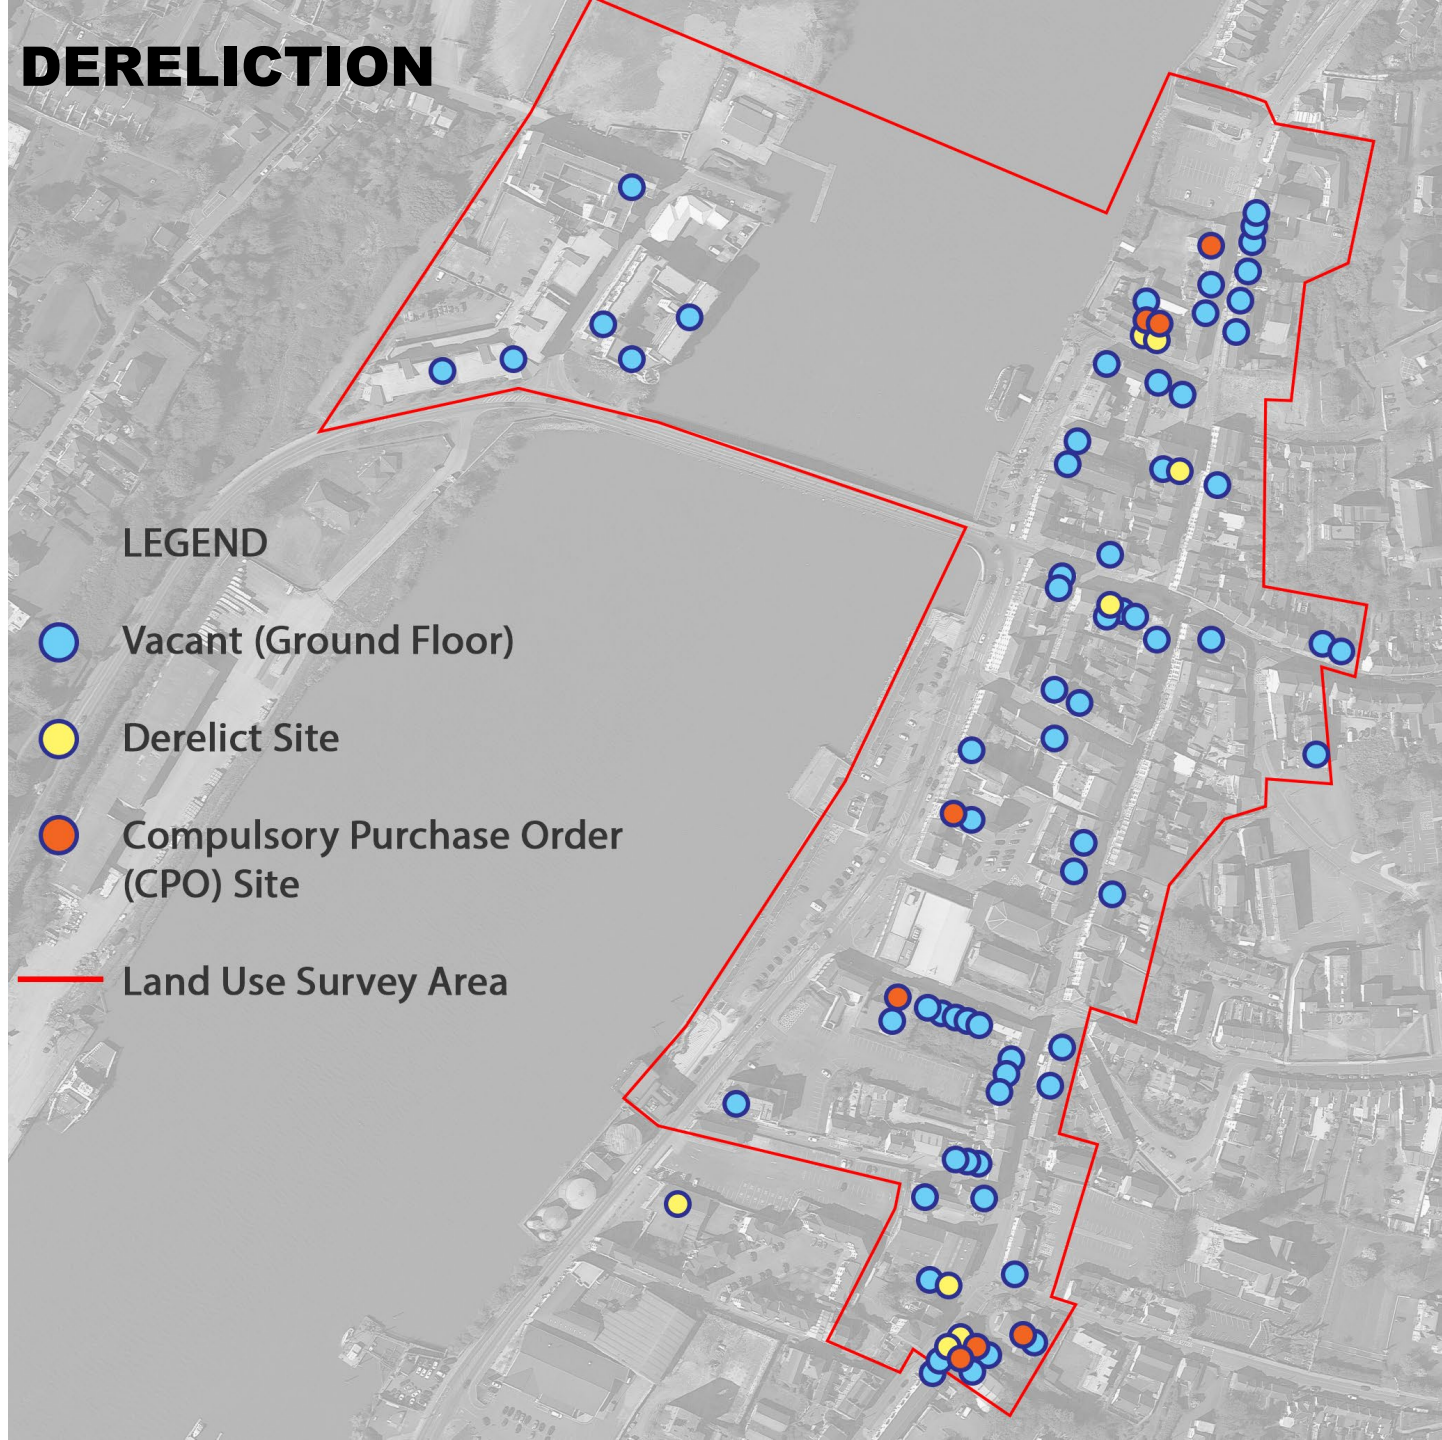 DERELICTION
LEGEND
Vacant (Ground Floor)
Derelict Site
Compulsory Purchase Order
(CPO) Site
Land Use Survey Area